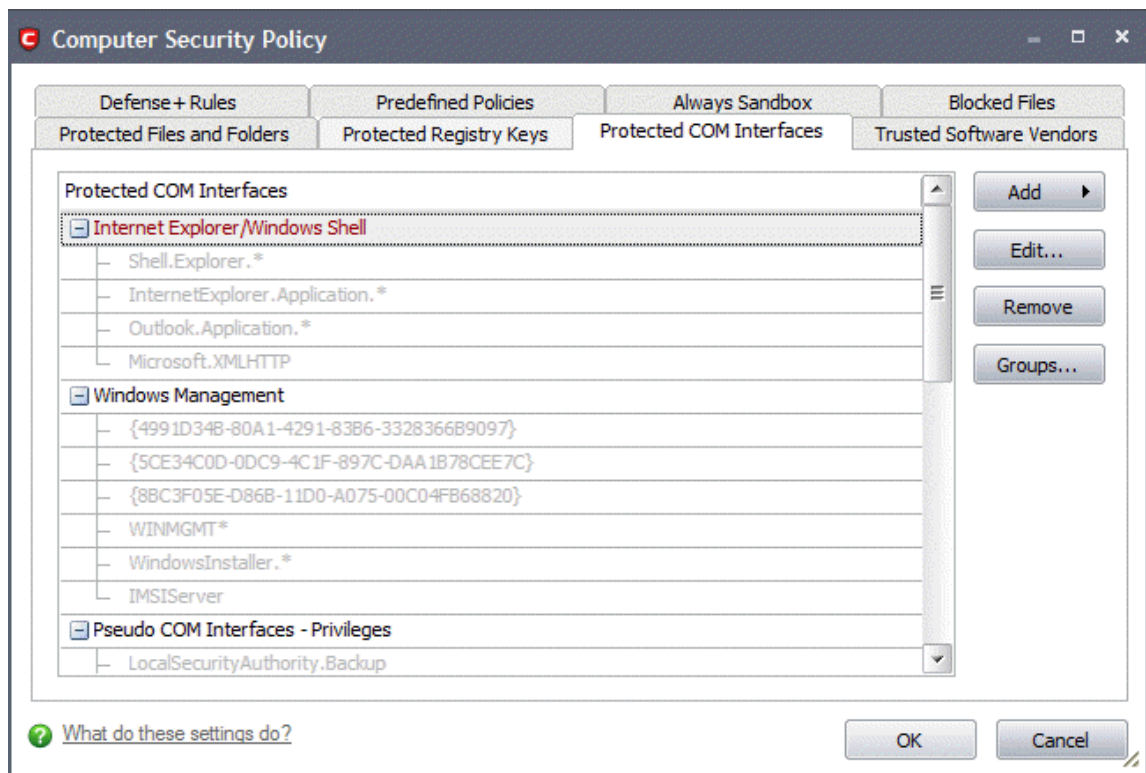 Computer Security Policy
Defense+ Rules
Predefined Policies
Always Sandbox
Blocked Files
Protected Files and Folders
Protected Registry Keys
Protected COM Interfaces
Trusted Software Vendors
Protected COM Interfaces
Internet Explorer/Windows Shell
Shell.Explorer.*
InternetExplorer.Application.*
Outlook.Application.*
Microsoft.XMLHTTP
Windows Management
{4991D34B-80A1-4291-83B6-3328366B9097}
{5CE34C0D-0DC9-4C1F-897C-DAA1B78CEE7C}
{8BC3F05E-D86B-11D0-A075-00C04FB68820}
WINMGMT*
WindowsInstaller.*
IMSIServer
Pseudo COM Interfaces - Privileges
LocalSecurityAuthority.Backup
Add
Edit...
Remove
Groups...
What do these settings do?
OK
Cancel